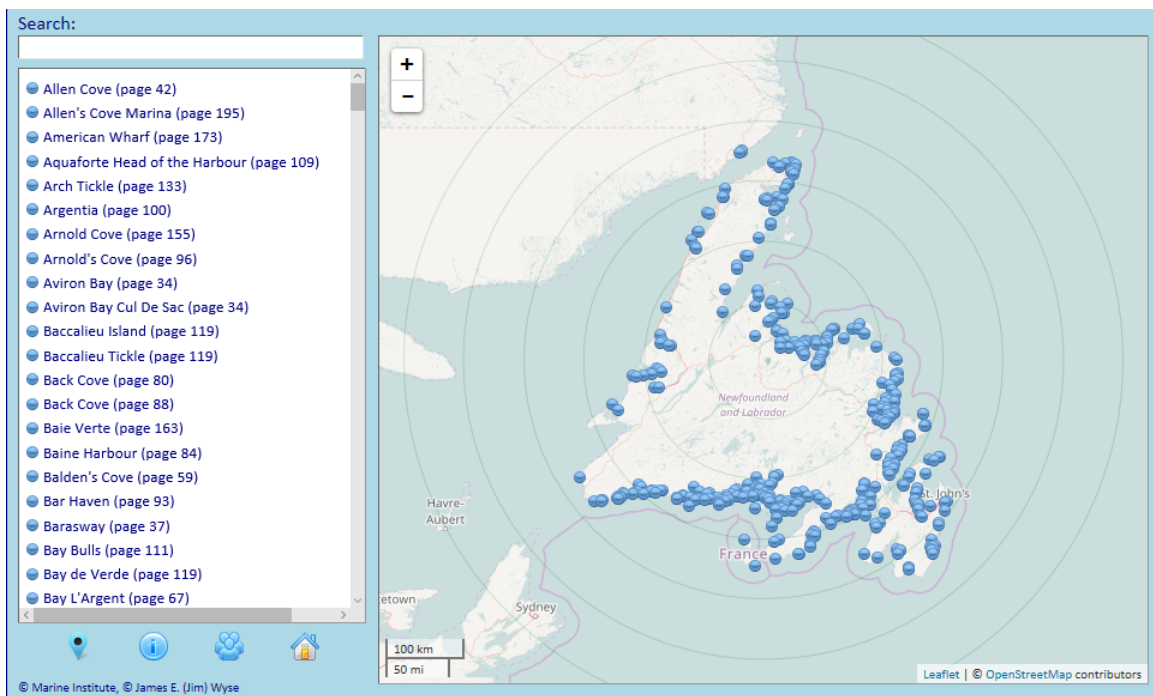 Search:
Allen Cove (page 42)
Allen's Cove Marina (page 195)
American Wharf (page 173)
Aquaforte Head of the Harbour (page 109)
Arch Tickle (page 133)
Argentia (page 100)
Arnold Cove (page 155)
Arnold's Cove (page 96)
Aviron Bay (page 34)
Aviron Bay Cul De Sac (page 34)
Baccalieu Island (page 119)
Baccalieu Tickle (page 119)
Back Cove (page 80)
Back Cove (page 88)
Baie Verte (page 163)
Baine Harbour (page 84)
Balden's Cove (page 59)
Bar Haven (page 93)
Barasway (page 37)
Bay Bulls (page 111)
Bay de Verde (page 119)
Bay L'Argent (page 67)
© Marine Institute, © James E. (Jim) Wyse
+
−
Newfoundland
and Labrador
St. John's
Havre-
Aubert
France
etown
Sydney
100 km
50 mi
Leaflet | © OpenStreetMap contributors